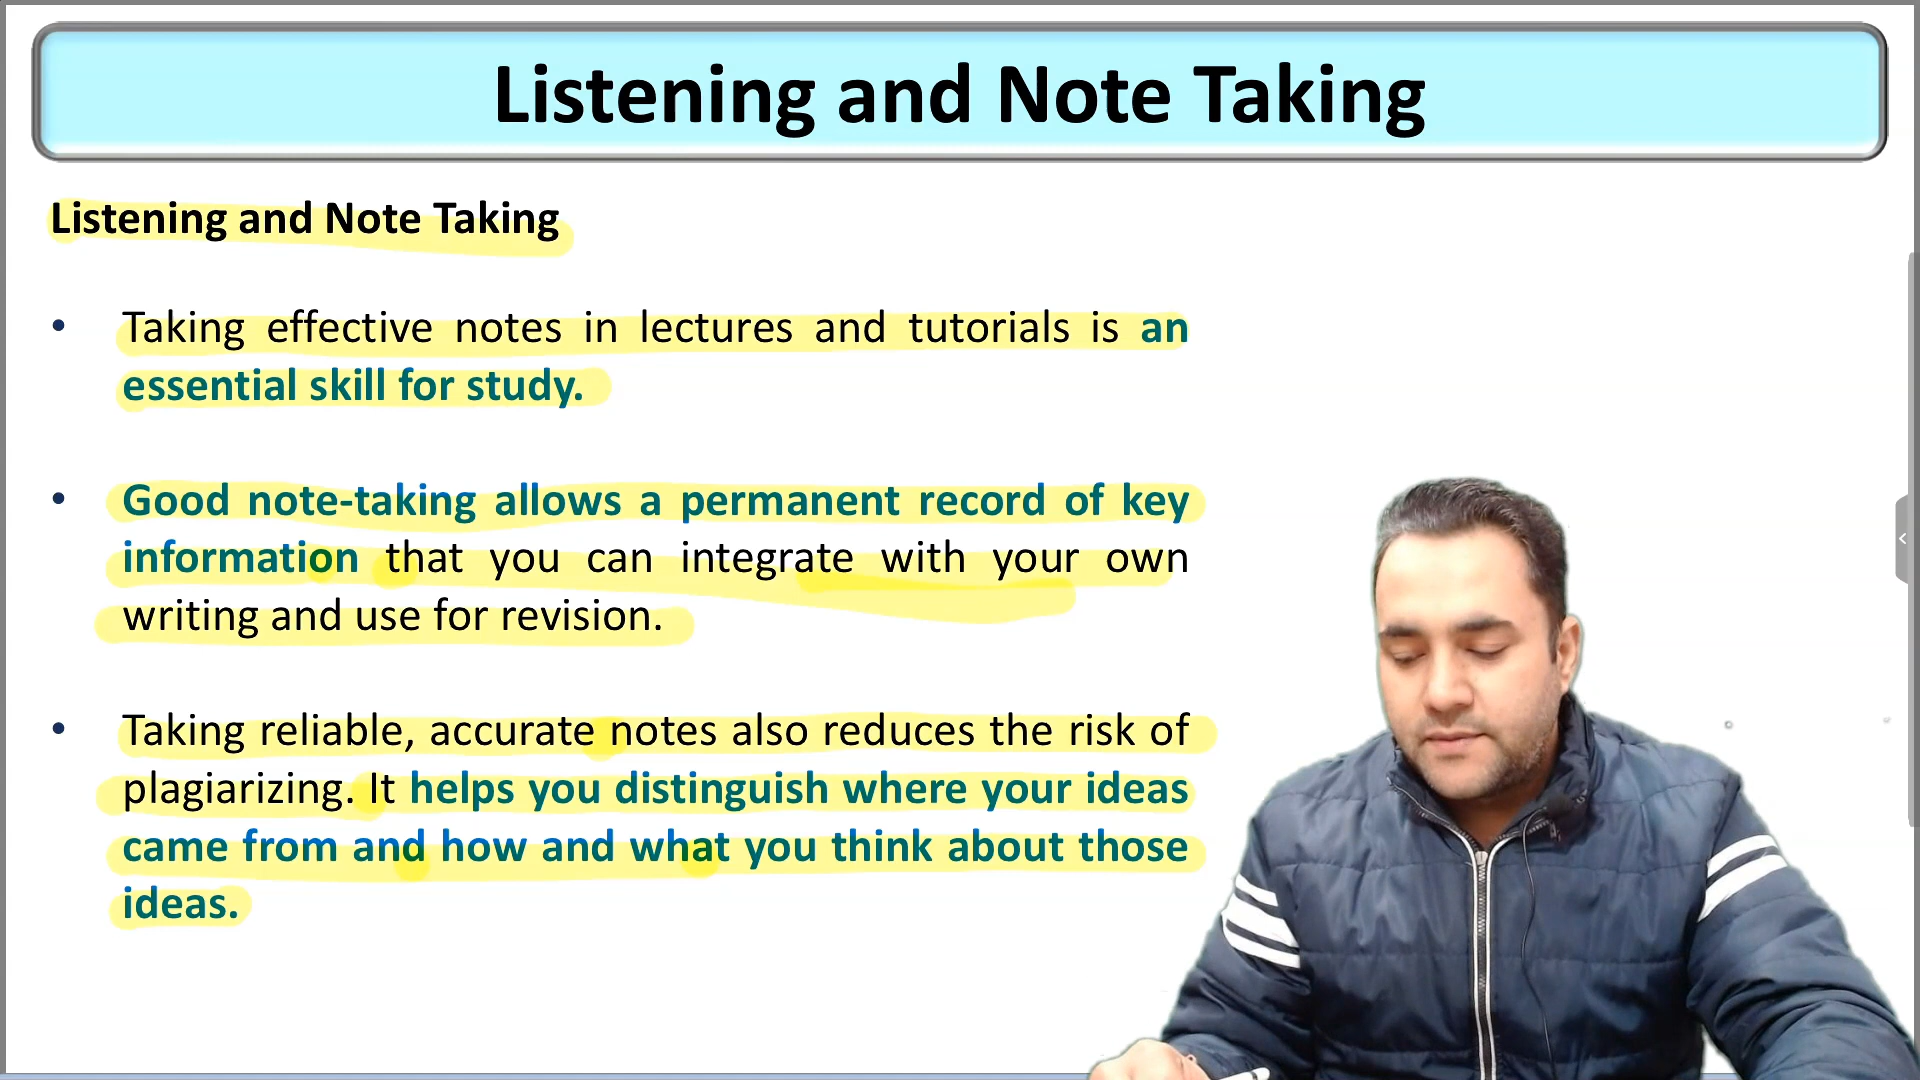 Listening and Note Taking
Listening and Note Taking
• Taking effective notes in lectures and tutorials is an
essential skill for study.
• Good note-taking allows a permanent record of key
information that you can integrate with your own
writing and use for revision.
• Taking reliable, accurate notes also reduces the risk of
plagiarizing. It helps you distinguish where your ideas
came from and how and what you think about those
ideas.